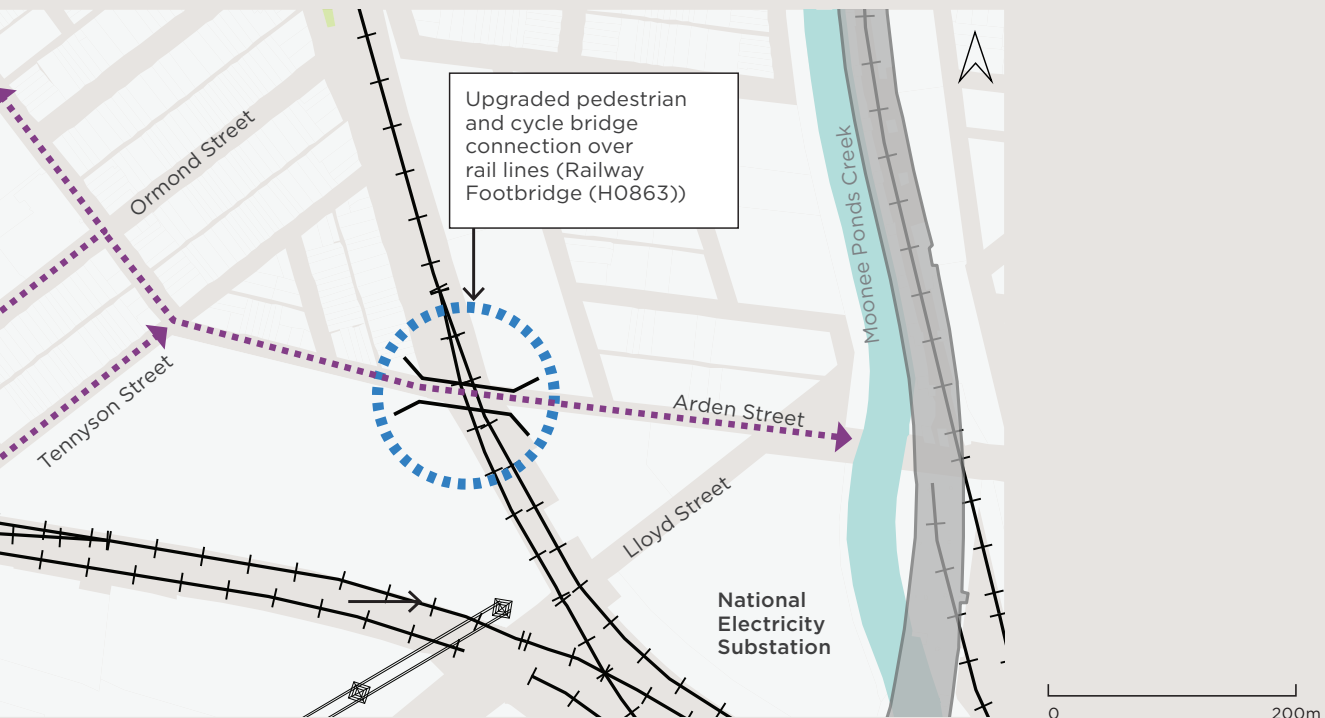 Upgraded pedestrian
and cycle bridge
connection over
rail lines (Railway
Footbridge (H0863))
Ormond Street
Moonee Ponds Creek
Tennyson Street
Arden Street
Lloyd Street
National
Electricity
Substation
0 200m